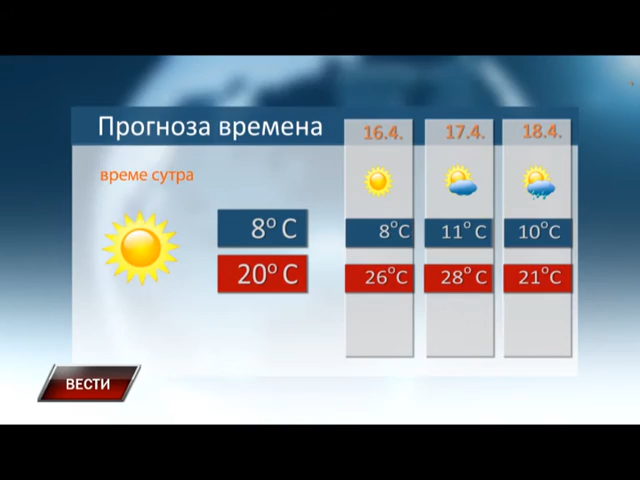 Прогноза времена
време сутра
8°C
20°C
16.4. 17.4. 18.4.
8°C 11°C 10°C
26°C 28°C 21°C
ВЕСТИ